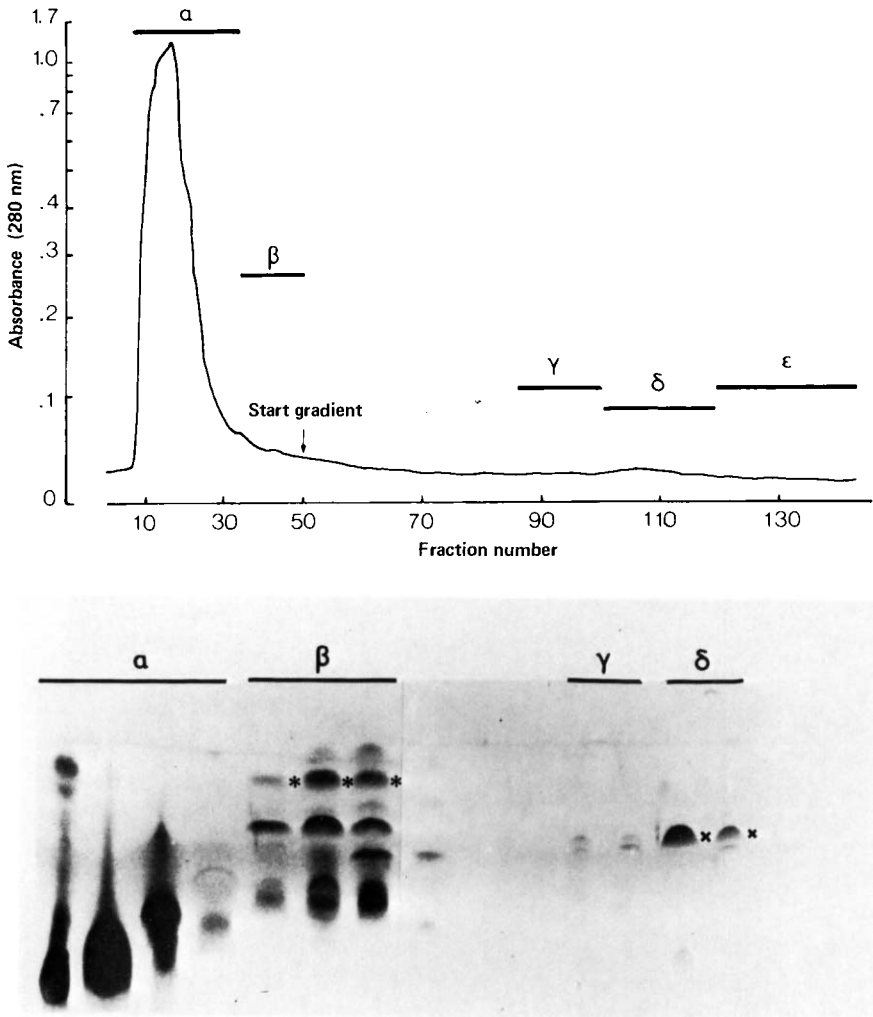 α
1.7
1.0
.7
.4
.3
.2
.1
0
Absorbance (280 nm)
β
Start gradient
γ
δ
ε
10 30 50 70 90 110 130
Fraction number
α β γ δ
* * * × ×